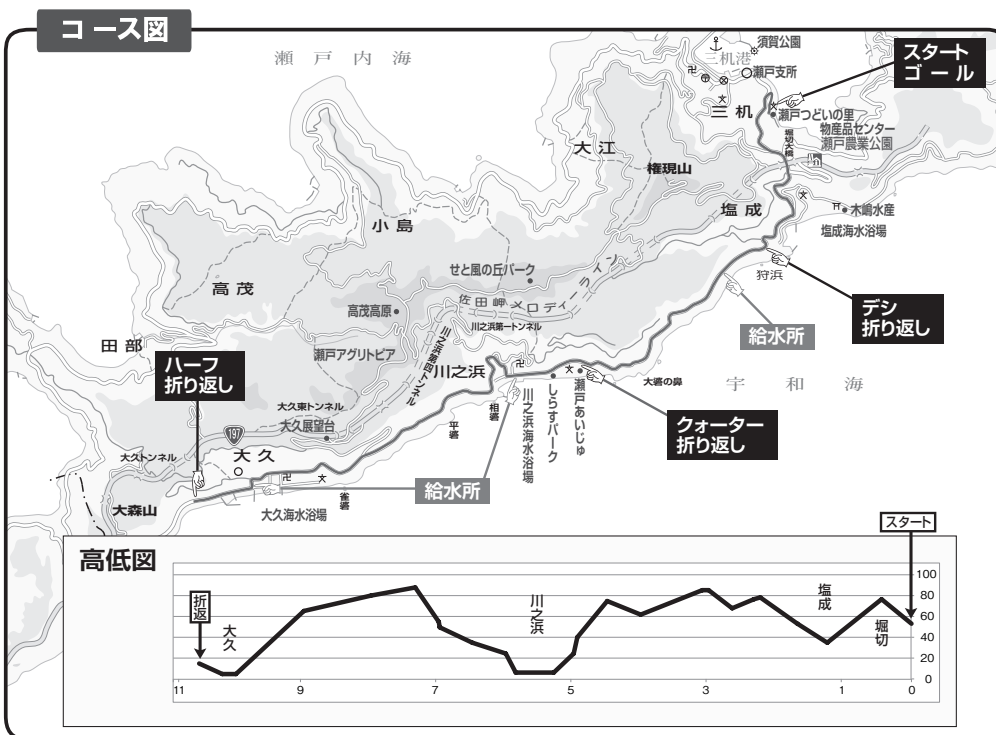 コース図
瀬戸内海
須賀公園
三机港
瀬戸支所
スタート
ゴール
三机
瀬戸つどいの里
物産品センター
瀬戸農業公園
堀切大橋
大江
権現山
塩成
木嶋水産
塩成海水浴場
小島
せと風の丘パーク
狩浜
高茂
高茂高原
佐田岬メロディーライン
デシ
折り返し
給水所
川之浜第一トンネル
田部
瀬戸アグリトピア
川之浜第四トンネル
川之浜
ハーフ
折り返し
大碆の鼻
宇和海
大久東トンネル
大久展望台
相碆
平碆
川之浜海水浴場
しらすパーク
瀬戸あいじゅ
クォーター
折り返し
197
大久トンネル
大久
給水所
雀碆
大森山
大久海水浴場
スタート
高低図
折返
大久
川之浜
塩成
堀切
100
80
60
40
20
0
11
9
7
5
3
1
0